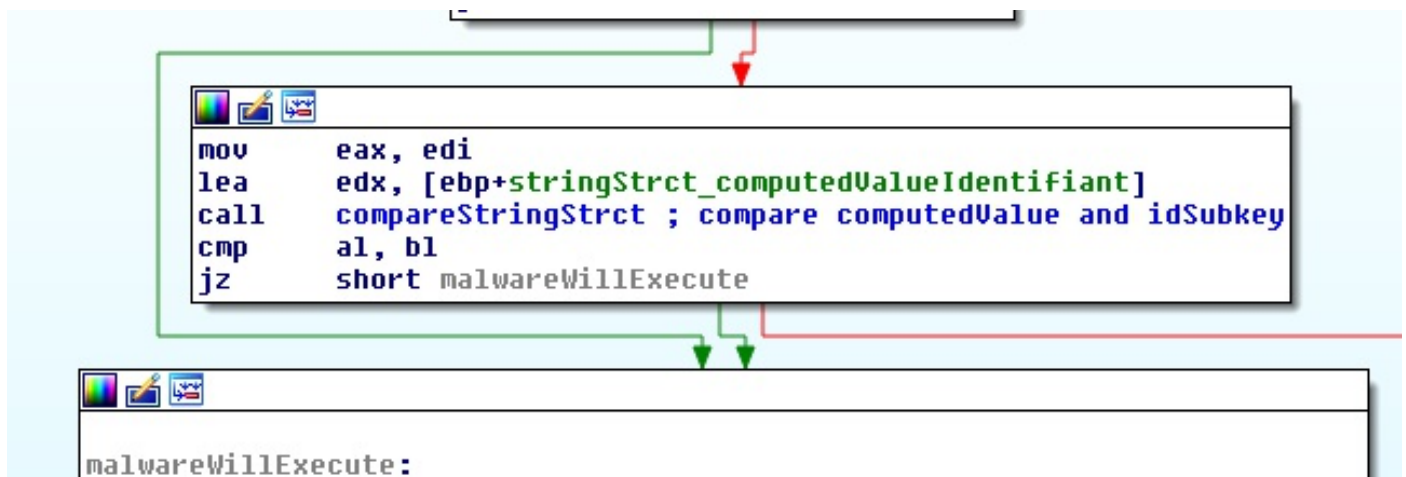 mov eax, edi
lea edx, [ebp+stringStrct_computedValueIdentifiant]
call compareStringStrct ; compare computedValue and idSubkey
cmp al, bl
jz short malwareWillExecute
malwareWillExecute: